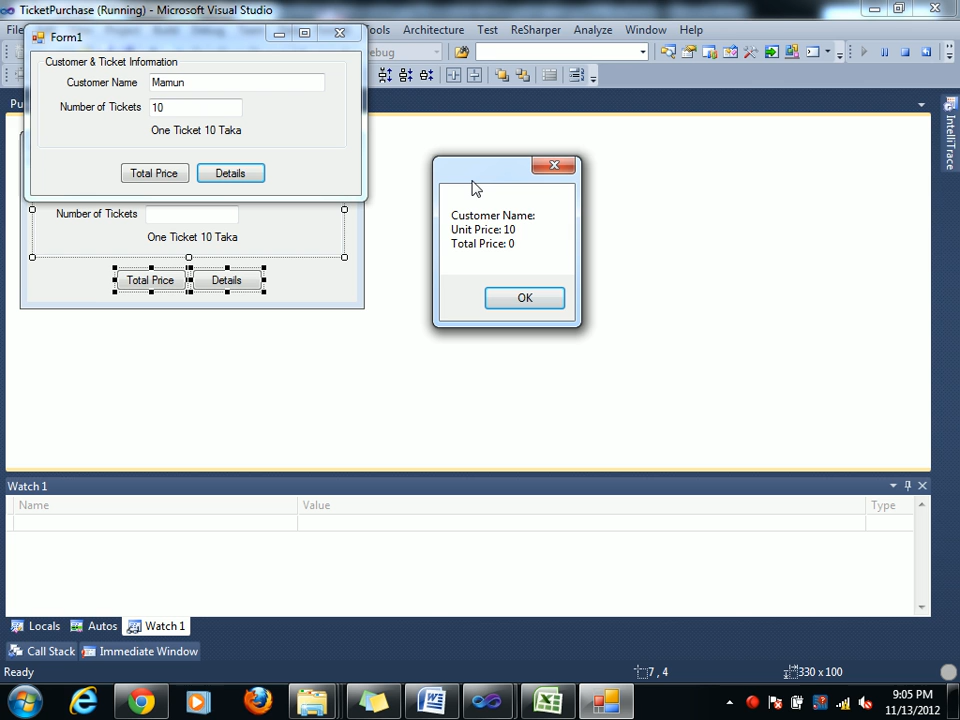 TicketPurchase (Running) - Microsoft Visual Studio
Tools Architecture Test ReSharper Analyze Window Help
Form1
Customer & Ticket Information
Customer Name Mamun
Number of Tickets 10
One Ticket 10 Taka
Total Price Details
Number of Tickets
One Ticket 10 Taka
Total Price Details
Customer Name:
Unit Price: 10
Total Price: 0
OK
IntelliTrace
Watch 1
Name Value Type
Locals Autos Watch 1
Call Stack Immediate Window
Ready 7 , 4 330 x 100
9:05 PM
11/13/2012